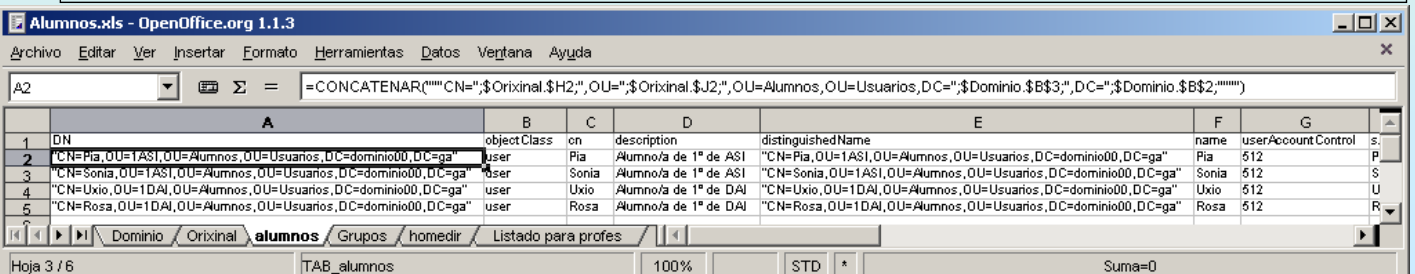 Alumnos.xls - OpenOffice.org 1.1.3
Archivo Editar Ver Insertar Formato Herramientas Datos Ventana Ayuda
A2 Σ = =CONCATENAR("""CN=";$Orixinal.$H2;",OU=";$Orixinal.$J2;",OU=Alumnos,OU=Usuarios,DC=";$Dominio.$B$3;",DC=";$Dominio.$B$2;"""")
A B C D E F G
1 DN objectClass cn description distinguishedName name userAccountControl s.
2 "CN=Pia,OU=1ASI,OU=Alumnos,OU=Usuarios,DC=dominio00,DC=ga" user Pia Alumno/a de 1º de ASI "CN=Pia,OU=1ASI,OU=Alumnos,OU=Usuarios,DC=dominio00,DC=ga" Pia 512 P
3 "CN=Sonia,OU=1ASI,OU=Alumnos,OU=Usuarios,DC=dominio00,DC=ga" user Sonia Alumno/a de 1º de ASI "CN=Sonia,OU=1ASI,OU=Alumnos,OU=Usuarios,DC=dominio00,DC=ga" Sonia 512 S
4 "CN=Uxio,OU=1DAI,OU=Alumnos,OU=Usuarios,DC=dominio00,DC=ga" user Uxio Alumno/a de 1º de DAI "CN=Uxio,OU=1DAI,OU=Alumnos,OU=Usuarios,DC=dominio00,DC=ga" Uxio 512 U
5 "CN=Rosa,OU=1DAI,OU=Alumnos,OU=Usuarios,DC=dominio00,DC=ga" user Rosa Alumno/a de 1º de DAI "CN=Rosa,OU=1DAI,OU=Alumnos,OU=Usuarios,DC=dominio00,DC=ga" Rosa 512 R
Dominio Orixinal alumnos Grupos homedir Listado para profes
Hoja 3 / 6 TAB_alumnos 100% STD * Suma=0